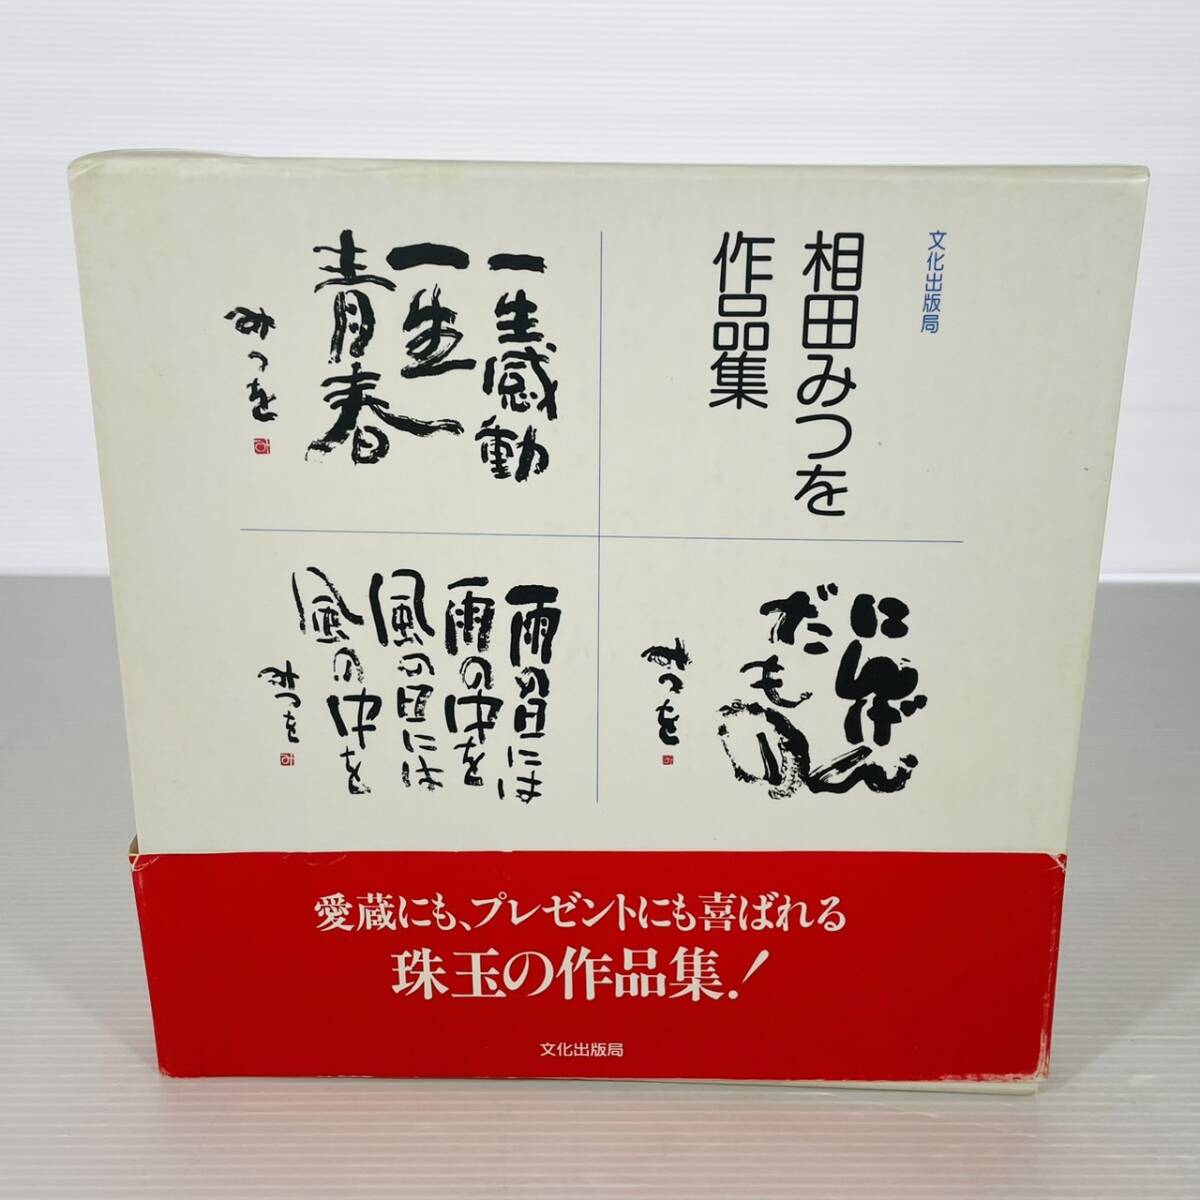 文化出版局
相田みつを
作品集
一生感動
一生
青春
みつを
にんげん
だもの
みつを
雨の日には
雨の中を
風の日には
風の中を
みつを
愛蔵にも、プレゼントにも喜ばれる
珠玉の作品集!
文化出版局